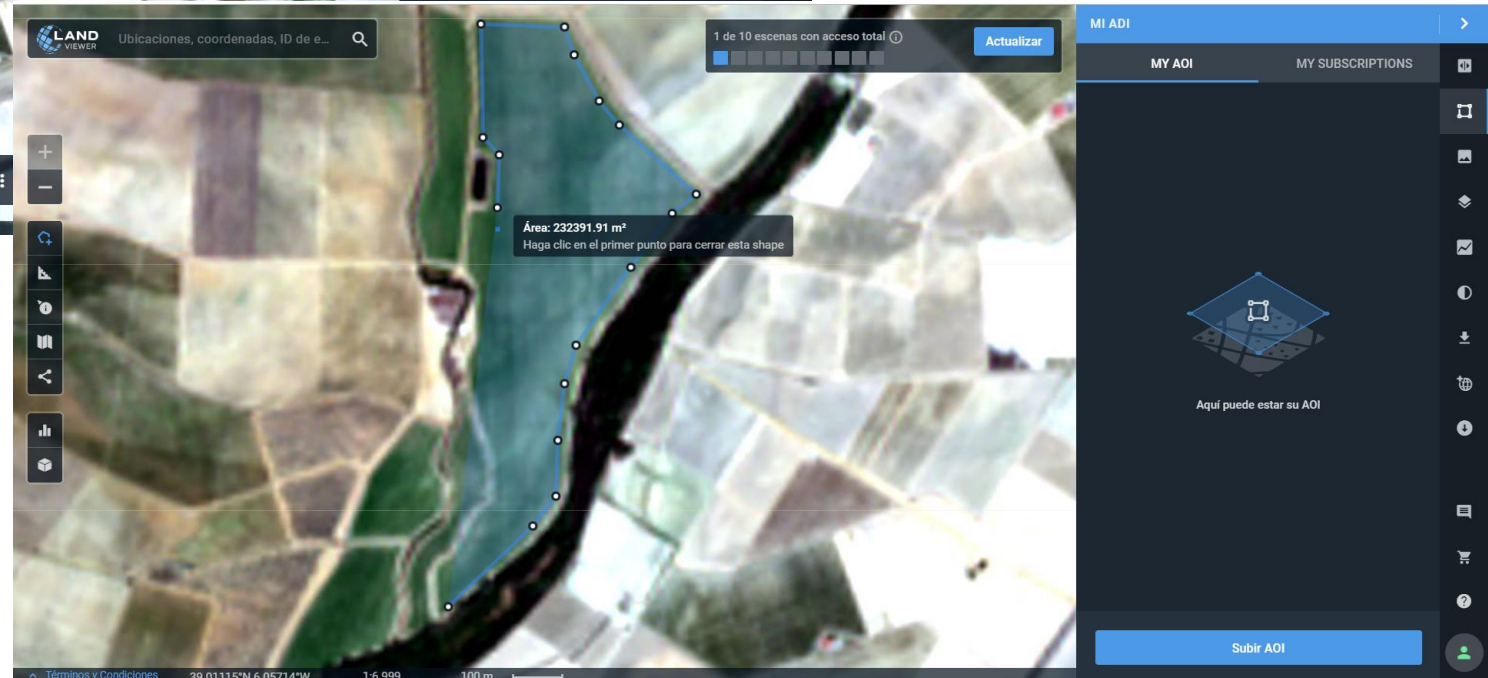 LAND
VIEWER
Ubicaciones, coordenadas, ID de e...
1 de 10 escenas con acceso total
Actualizar
MI ADI
MY AOI
MY SUBSCRIPTIONS
Área: 232391.91 m²
Haga clic en el primer punto para cerrar esta shape
Aquí puede estar su AOI
Subir AOI
Términos y Condiciones
39.01115°N 6.05714°W
1:6 999
100 m